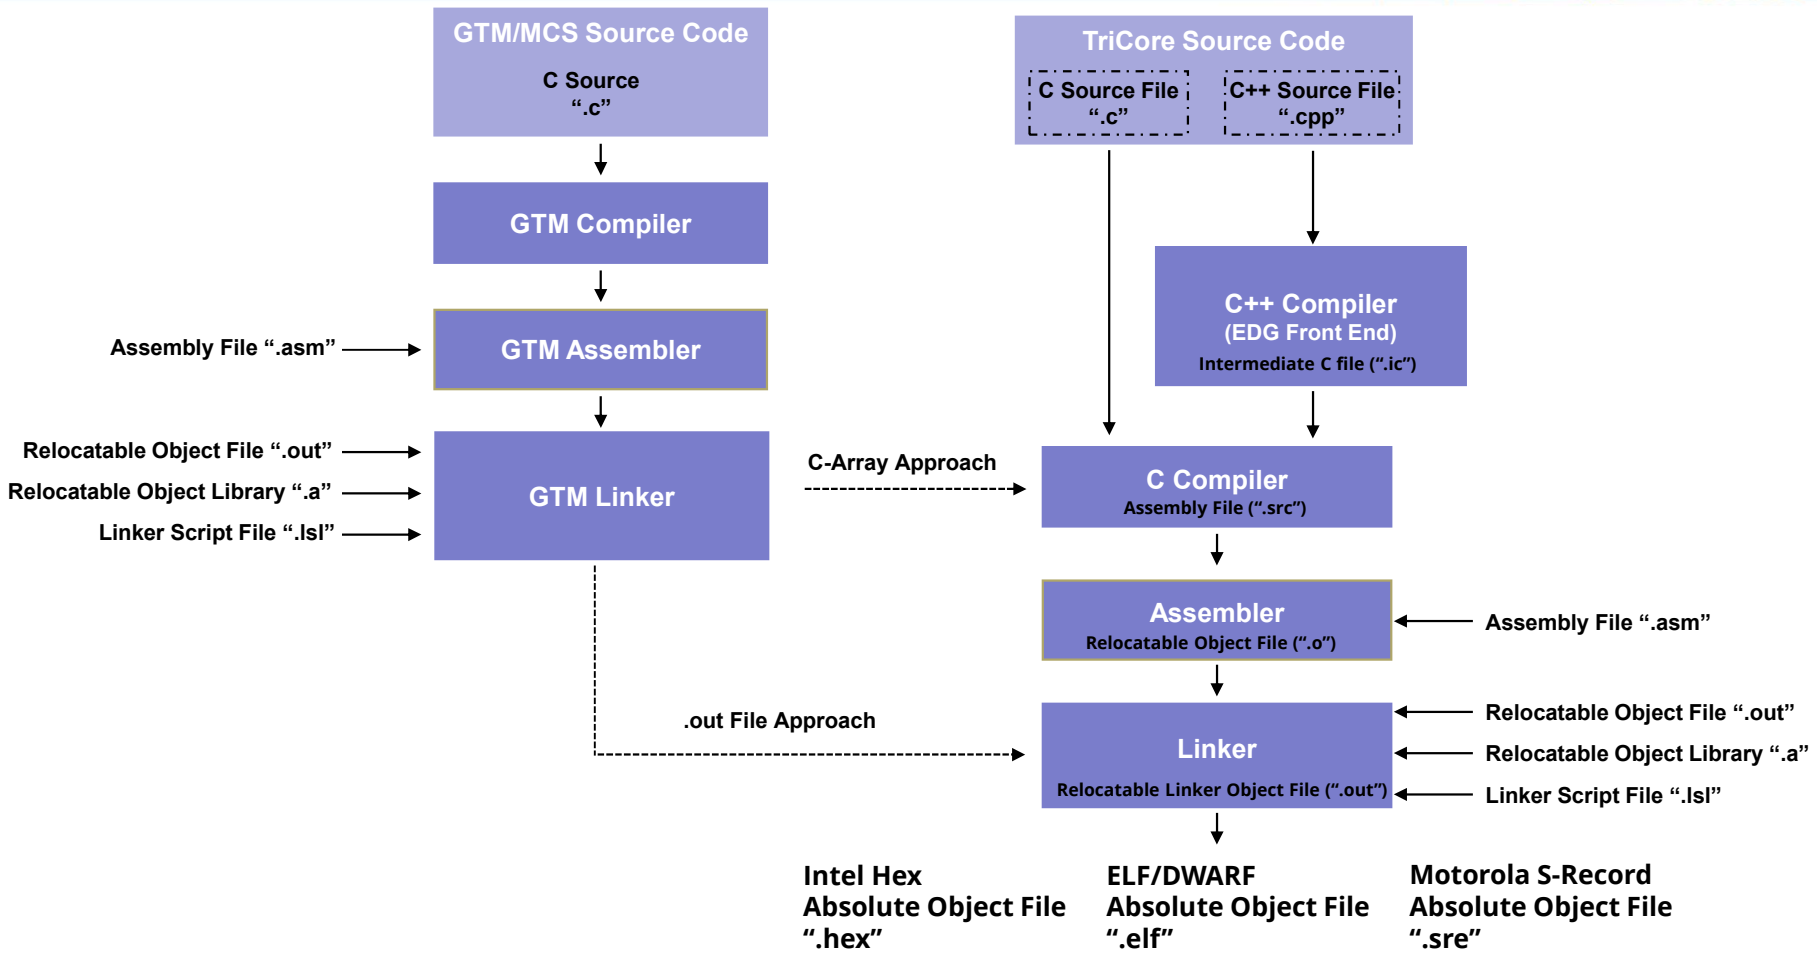 GTM/MCS Source Code
C Source
“.c”
GTM Compiler
Assembly File “.asm”
GTM Assembler
Relocatable Object File “.out”
Relocatable Object Library “.a”
Linker Script File “.lsl”
GTM Linker
C-Array Approach
.out File Approach
TriCore Source Code
C Source File
“.c”
C++ Source File
“.cpp”
C++ Compiler
(EDG Front End)
Intermediate C file (“.ic”)
C Compiler
Assembly File (“.src”)
Assembler
Relocatable Object File (“.o”)
Assembly File “.asm”
Linker
Relocatable Linker Object File (“.out”)
Relocatable Object File “.out”
Relocatable Object Library “.a”
Linker Script File “.lsl”
Intel Hex
Absolute Object File
“.hex”
ELF/DWARF
Absolute Object File
“.elf”
Motorola S-Record
Absolute Object File
“.sre”